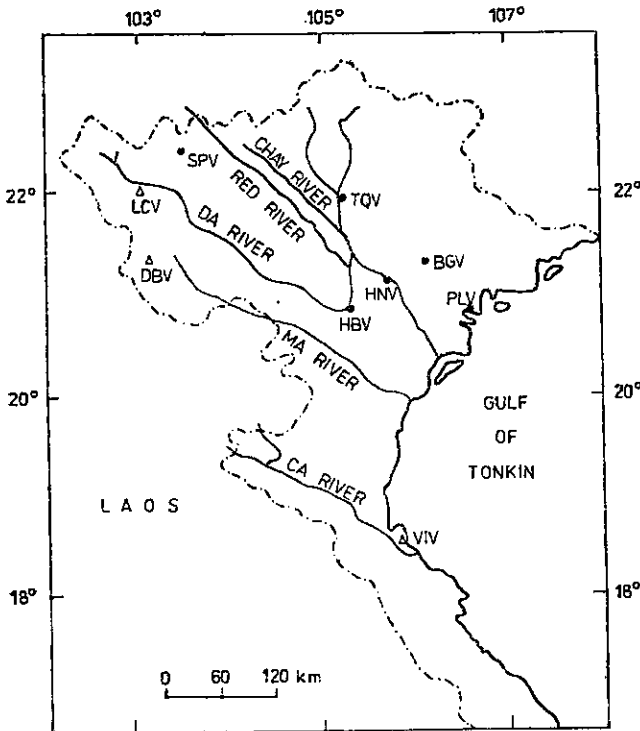 103° .105° 107°
22° 22°
20° 20°
18° 18°
SPV
CHAY RIVER
RED RIVER
DA RIVER
TQV
LCV
DBV
BGV
HNV
PLV
HBV
MA RIVER
GULF
OF
TONKIN
CA RIVER
LAOS
VIV
0 60 120 km